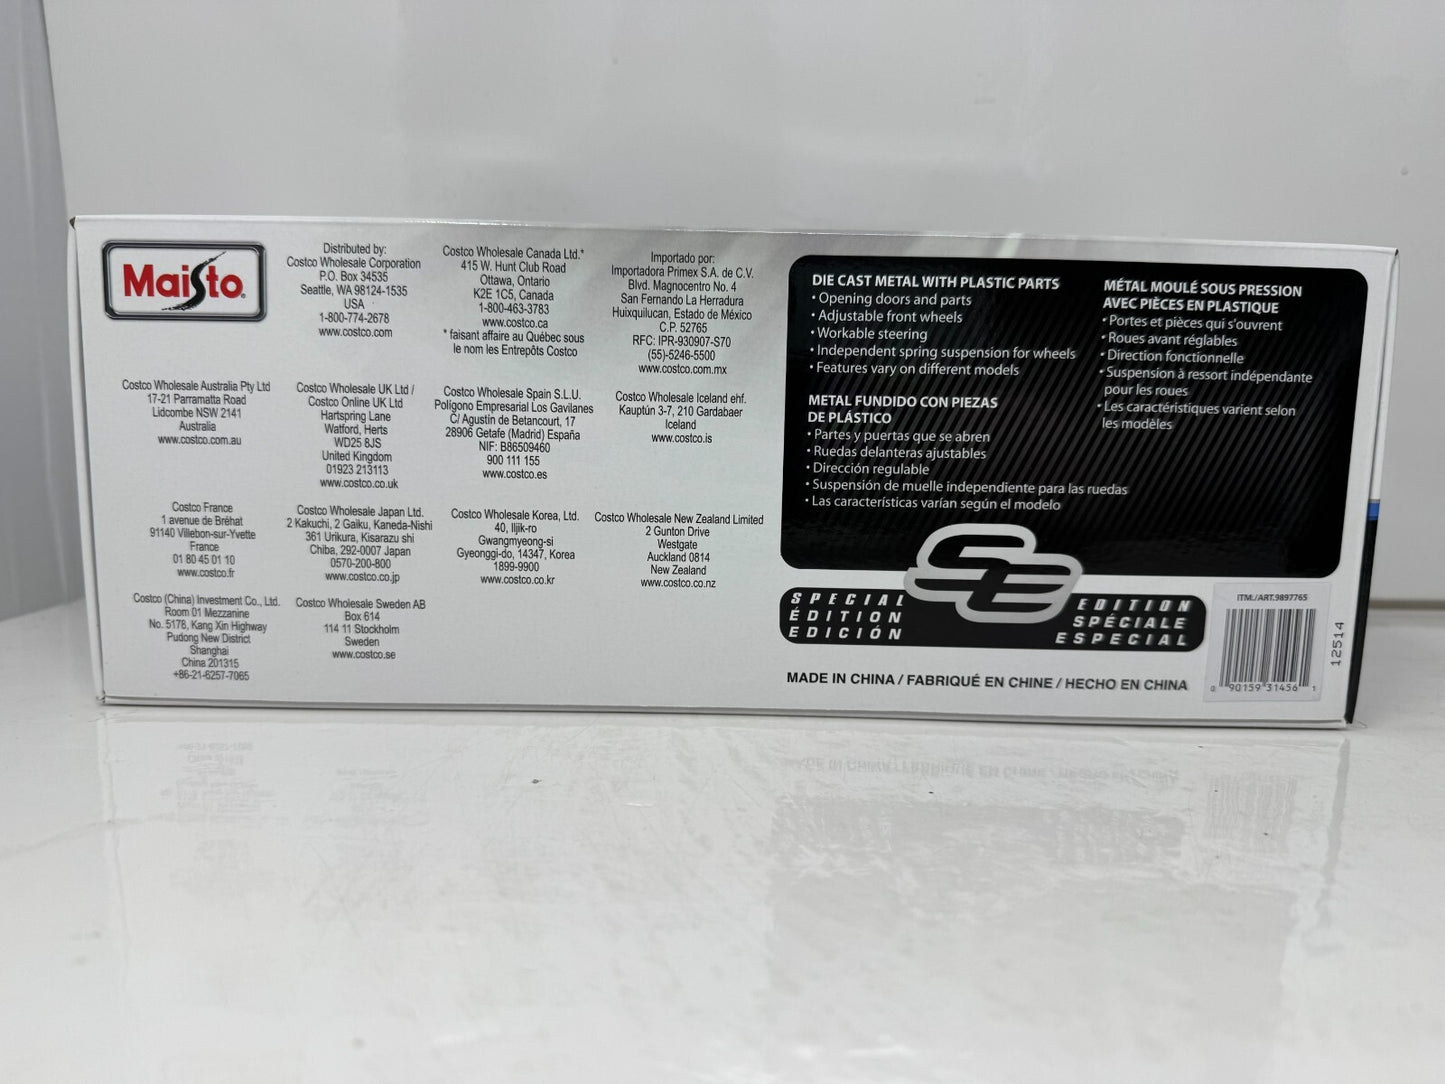 Maisto
Distributed by:
Costco Wholesale Corporation
P.O. Box 34535
Seattle, WA 98124-1535
USA
1-800-774-2678
www.costco.com
Costco Wholesale Canada Ltd.*
415 W. Hunt Club Road
Ottawa, Ontario
K2E 1C5, Canada
1-800-463-3783
www.costco.ca
* faisant affaire au Québec sous
le nom les Entrepôts Costco
Importado por:
Importadora Primex S.A. de C.V.
Blvd. Magnocentro No. 4
San Fernando La Herradura
Huixquilucan, Estado de México
C.P. 52765
RFC: IPR-930907-S70
(55)-5246-5500
www.costco.com.mx
Costco Wholesale Australia Pty Ltd
17-21 Parramatta Road
Lidcombe NSW 2141
Australia
www.costco.com.au
Costco Wholesale UK Ltd /
Costco Online UK Ltd
Hartspring Lane
Watford, Herts
WD25 8JS
United Kingdom
01923 213113
www.costco.co.uk
Costco Wholesale Spain S.L.U.
Polígono Empresarial Los Gavilanes
C/ Agustín de Betancourt, 17
28906 Getafe (Madrid) España
NIF: B86509460
900 111 155
www.costco.es
Costco Wholesale Iceland ehf.
Kauptún 3-7, 210 Gardabaer
Iceland
www.costco.is
Costco France
1 avenue de Bréhat
91140 Villebon-sur-Yvette
France
01 80 45 01 10
www.costco.fr
Costco Wholesale Japan Ltd.
2 Kakuchi, 2 Gaiku, Kaneda-Nishi
361 Urikura, Kisarazu shi
Chiba, 292-0007 Japan
0570-200-800
www.costco.co.jp
Costco Wholesale Korea, Ltd.
40, Iljik-ro
Gwangmyeong-si
Gyeonggi-do, 14347, Korea
1899-9900
www.costco.co.kr
Costco Wholesale New Zealand Limited
2 Gunton Drive
Westgate
Auckland 0814
New Zealand
www.costco.co.nz
Costco (China) Investment Co., Ltd.
Room 01 Mezzanine
No. 5178, Kang Xin Highway
Pudong New District
Shanghai
China 201315
+86-21-6257-7065
Costco Wholesale Sweden AB
Box 614
114 11 Stockholm
Sweden
www.costco.se
DIE CAST METAL WITH PLASTIC PARTS
• Opening doors and parts
• Adjustable front wheels
• Workable steering
• Independent spring suspension for wheels
• Features vary on different models
METAL FUNDIDO CON PIEZAS
DE PLÁSTICO
• Partes y puertas que se abren
• Ruedas delanteras ajustables
• Dirección regulable
• Suspensión de muelle independiente para las ruedas
• Las características varían según el modelo
MÉTAL MOULÉ SOUS PRESSION
AVEC PIÈCES EN PLASTIQUE
• Portes et pièces qui s'ouvrent
• Roues avant réglables
• Direction fonctionnelle
• Suspension à ressort indépendante
pour les roues
• Les caractéristiques varient selon
les modèles
SE
SPECIAL EDITION
ÉDITION SPÉCIALE
EDICIÓN ESPECIAL
MADE IN CHINA / FABRIQUÉ EN CHINE / HECHO EN CHINA
ITM./ART.9897765
0 90159 31456 1
12514